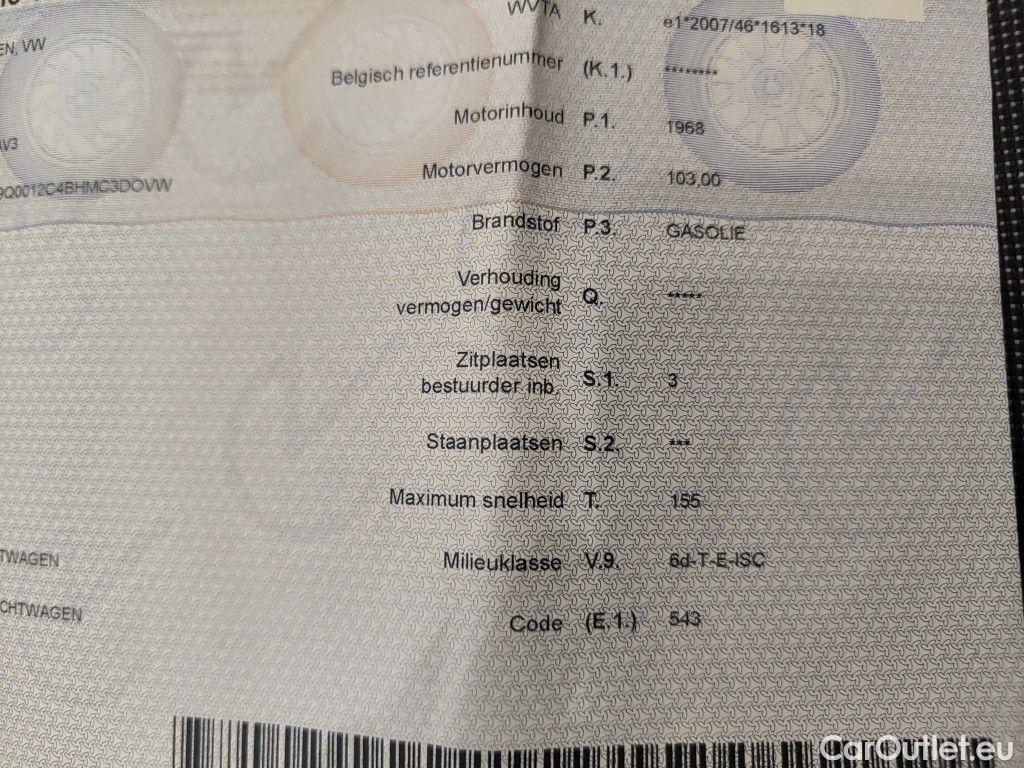 WVTA K. e1*2007/46*1613*18
EN, VW
Belgisch referentienummer (K.1.) ********
Motorinhoud P.1. 1968
AV3
Motorvermogen P.2. 103,00
9Q0012C4BHMC3DOVW
Brandstof P.3. GASOLIE
Verhouding
vermogen/gewicht Q. *****
Zitplaatsen
bestuurder inb. S.1. 3
Staanplaatsen S.2. ***
Maximum snelheid T. 155
TWAGEN
Milieuklasse V.9. 6d-T-E-ISC
CHTWAGEN
Code (E.1.) 543
CarOutlet.eu